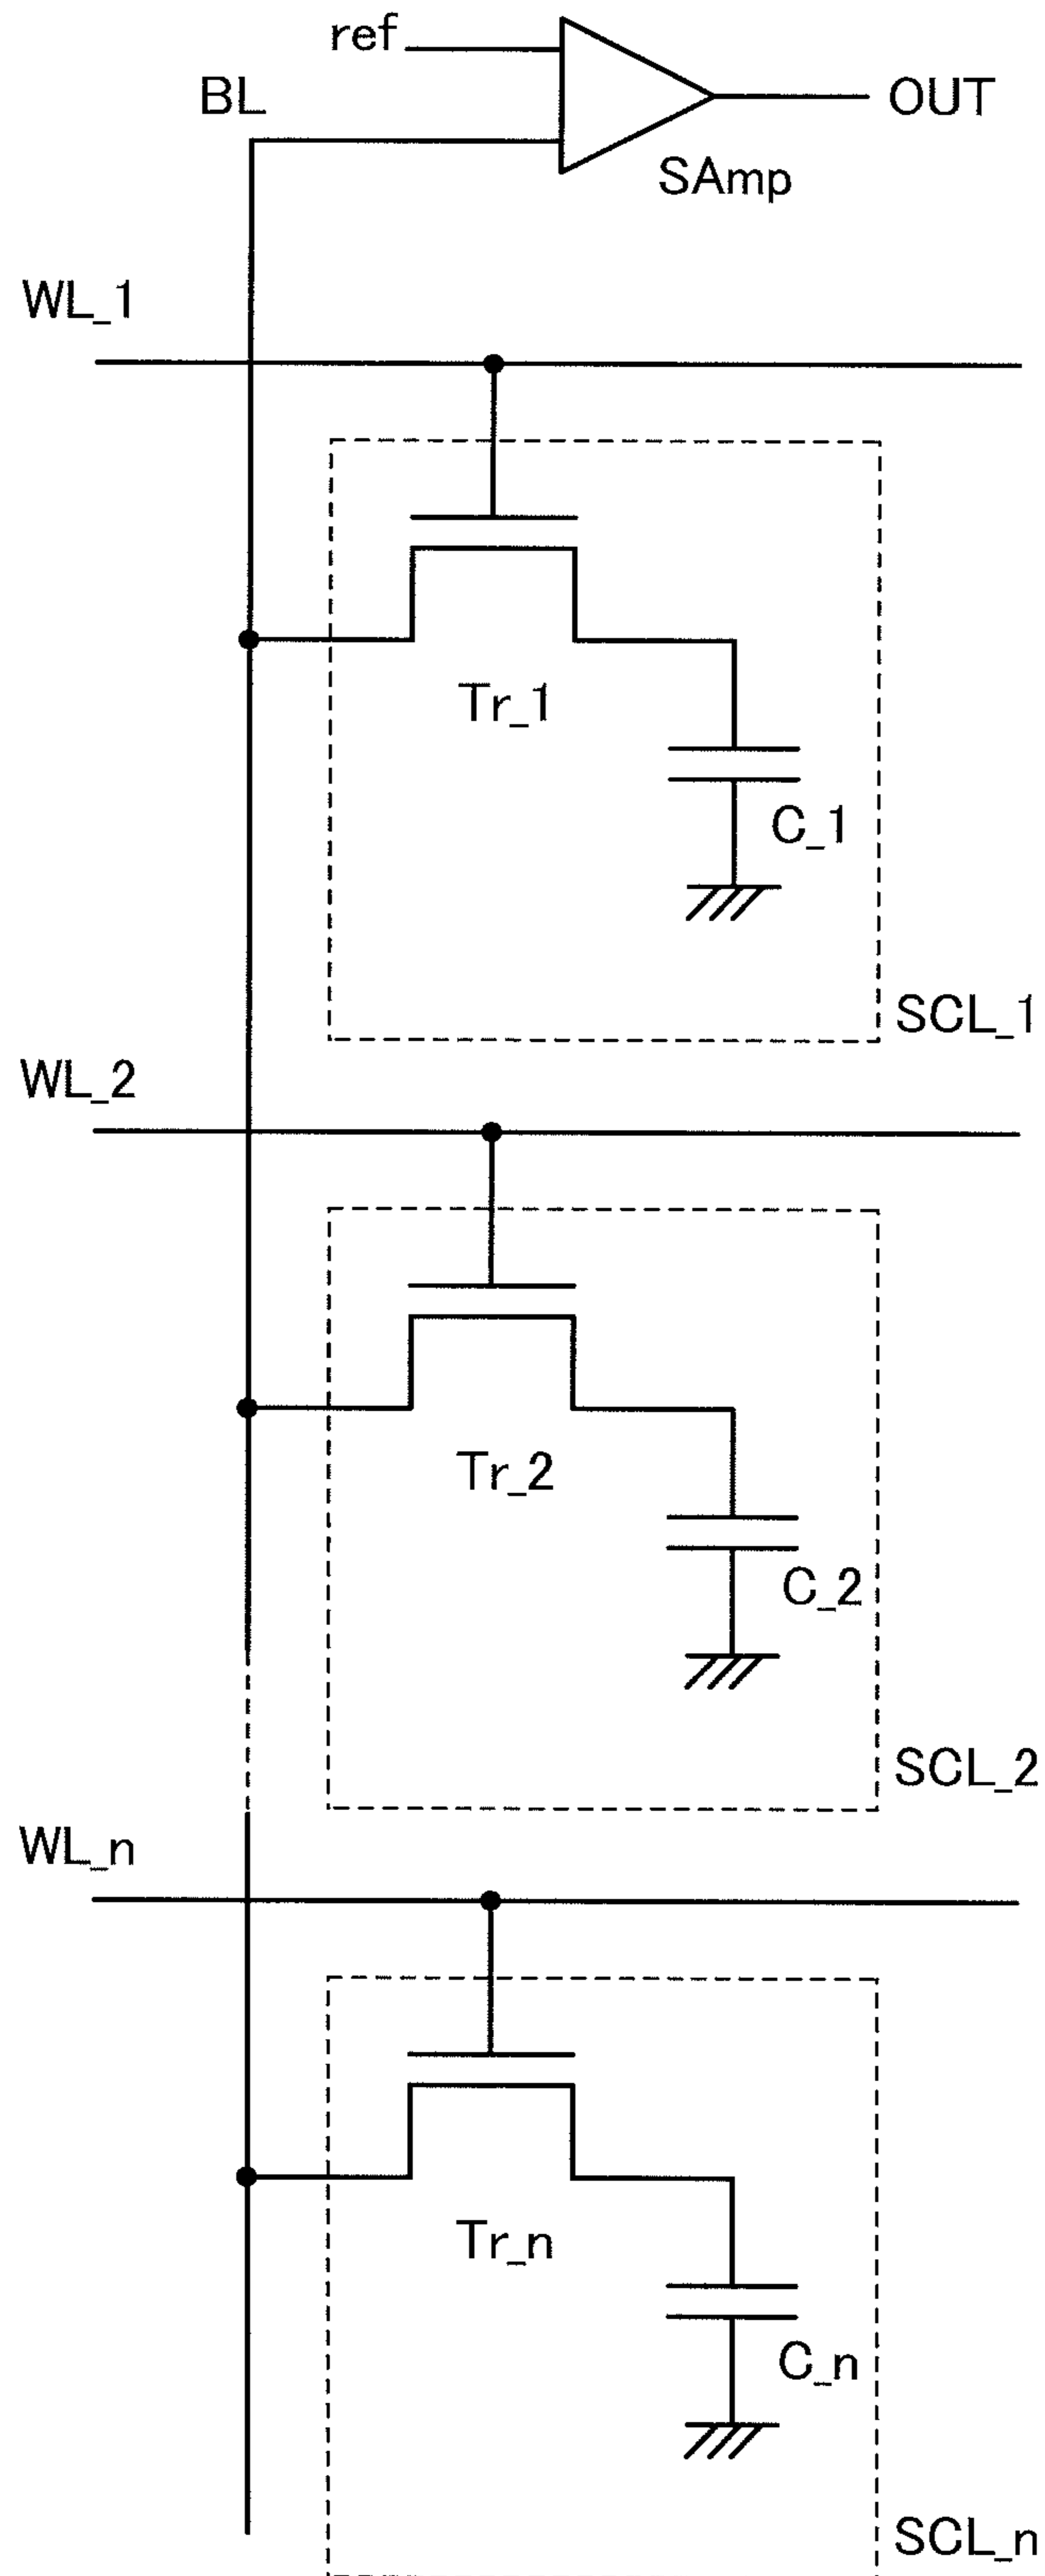 ref
BL
OUT
SAmp
WL_1
Tr_1
C_1
SCL_1
WL_2
Tr_2
C_2
SCL_2
WL_n
Tr_n
C_n
SCL_n